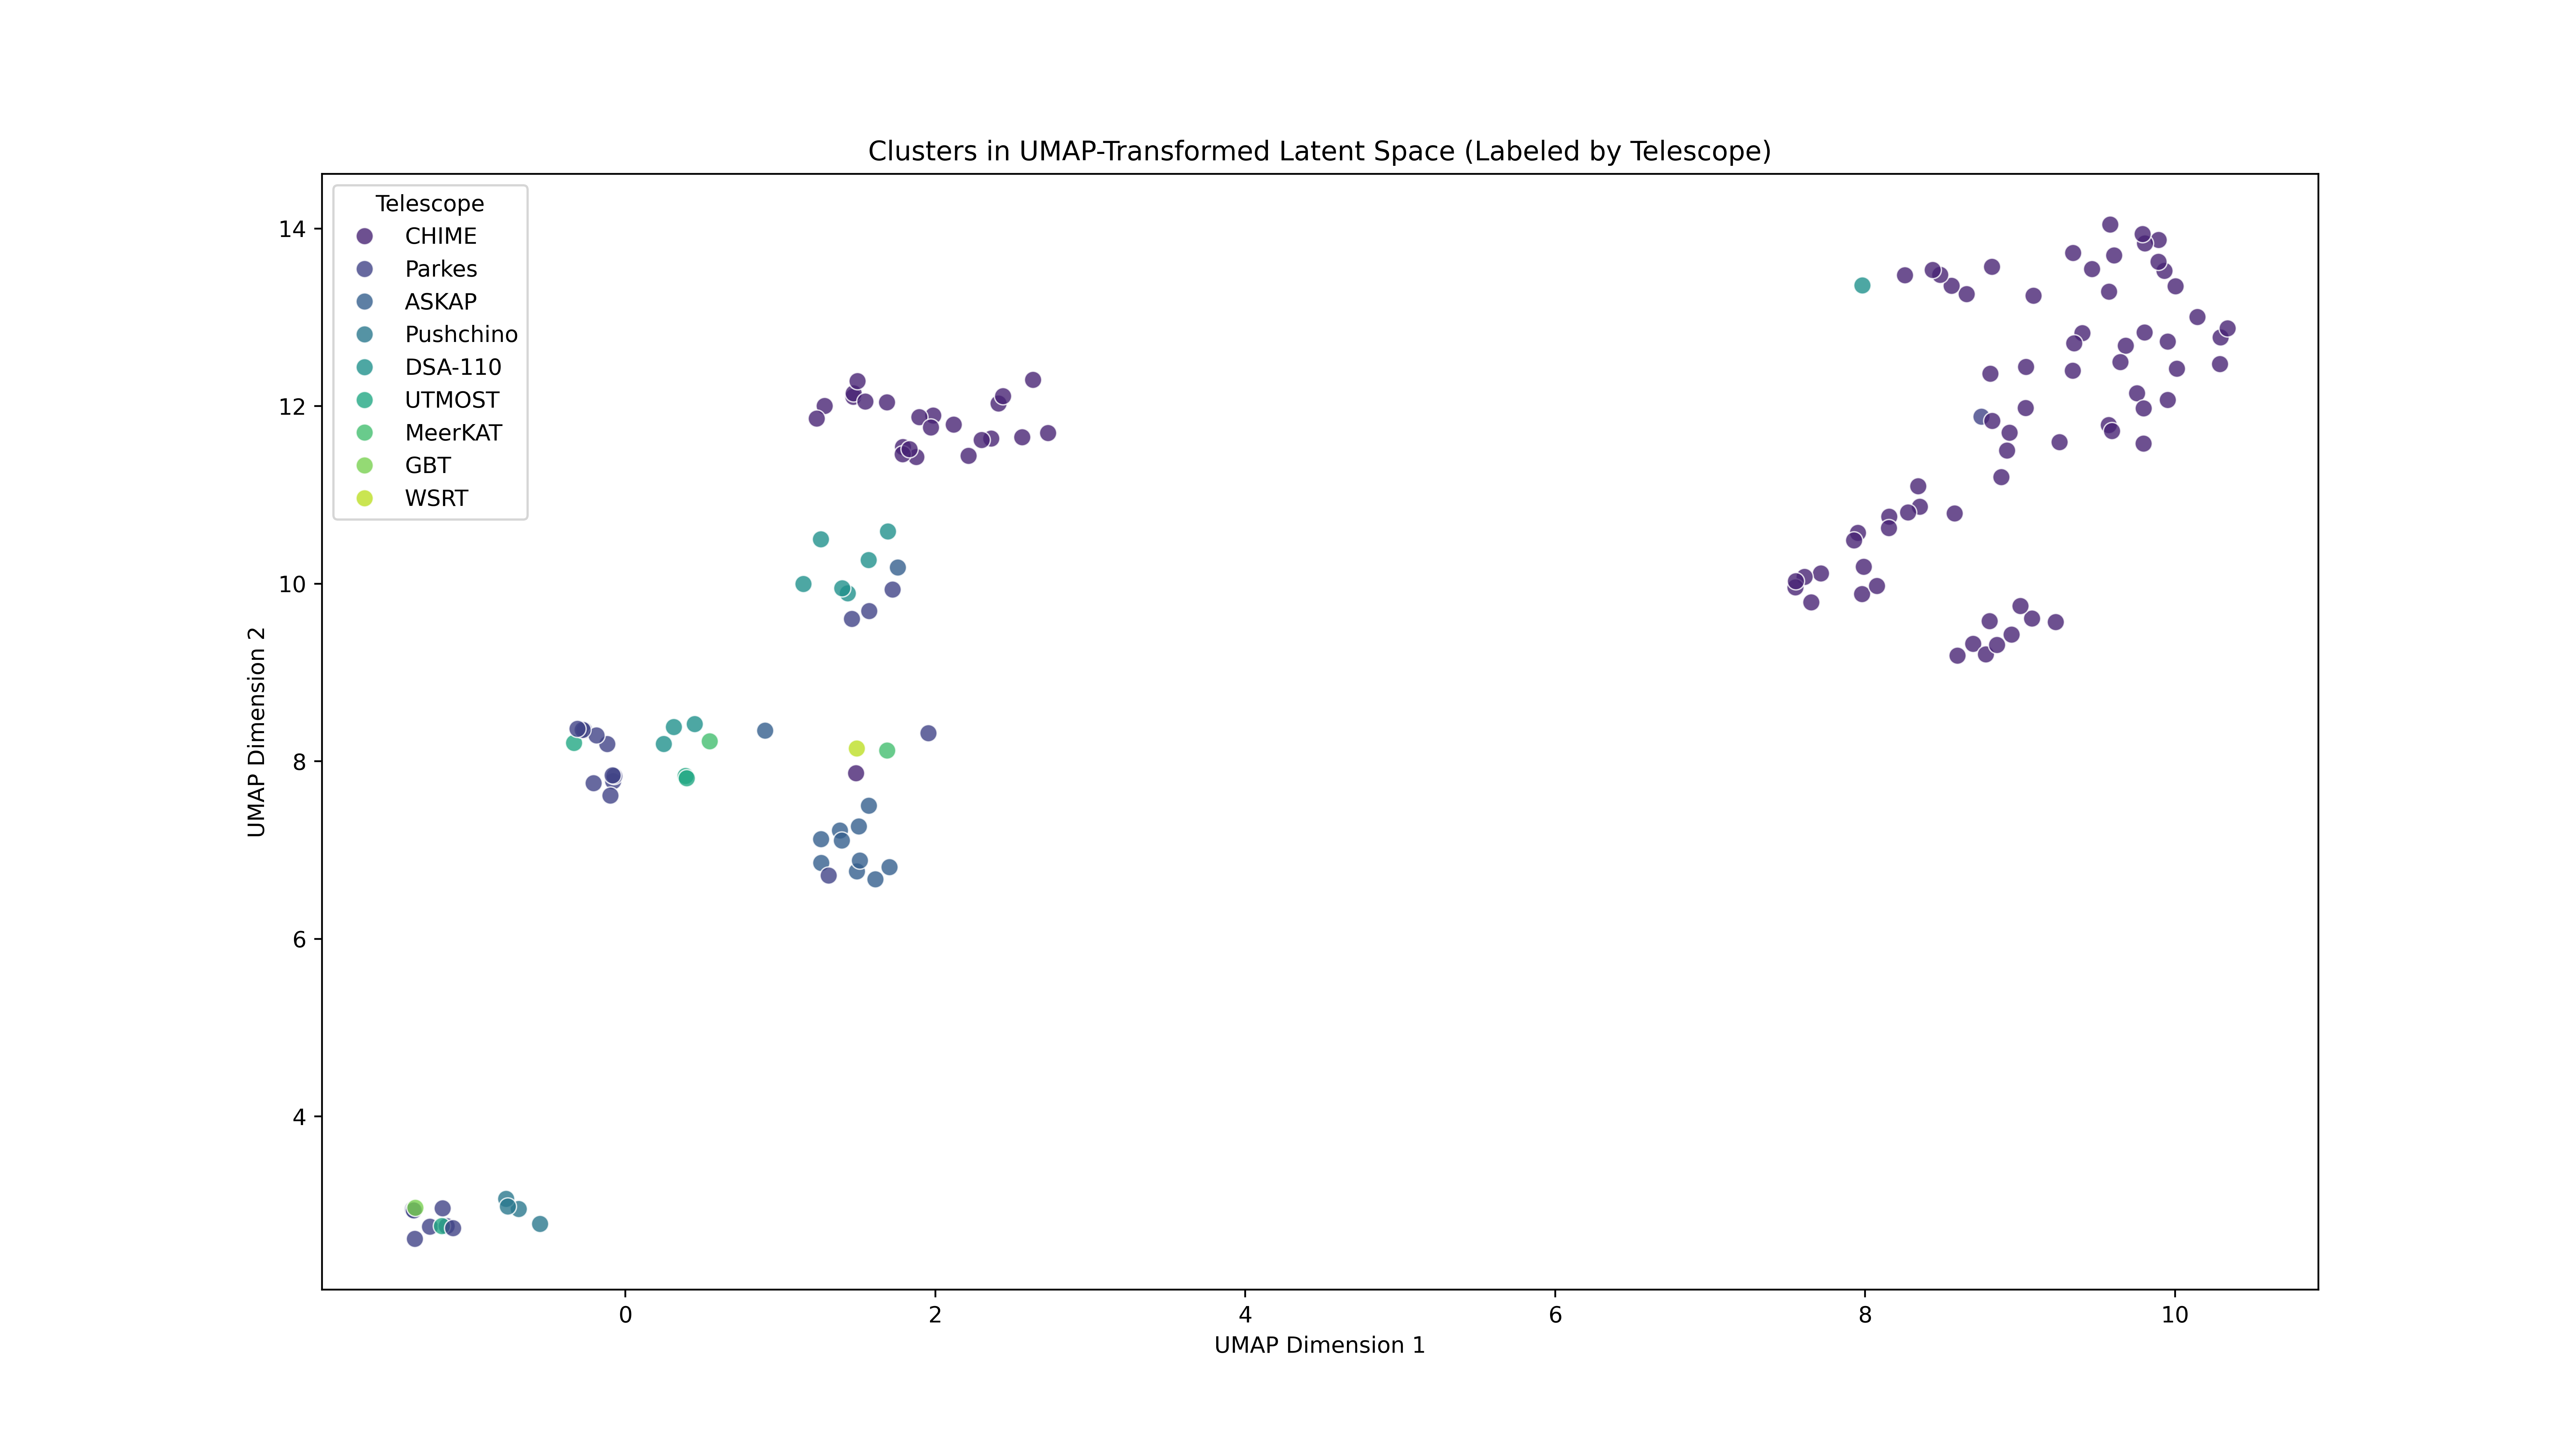 Clusters in UMAP-Transformed Latent Space (Labeled by Telescope)
Telescope
CHIME
Parkes
ASKAP
Pushchino
DSA-110
UTMOST
MeerKAT
GBT
WSRT
14
12
10
8
6
4
UMAP Dimension 2
0 2 4 6 8 10
UMAP Dimension 1